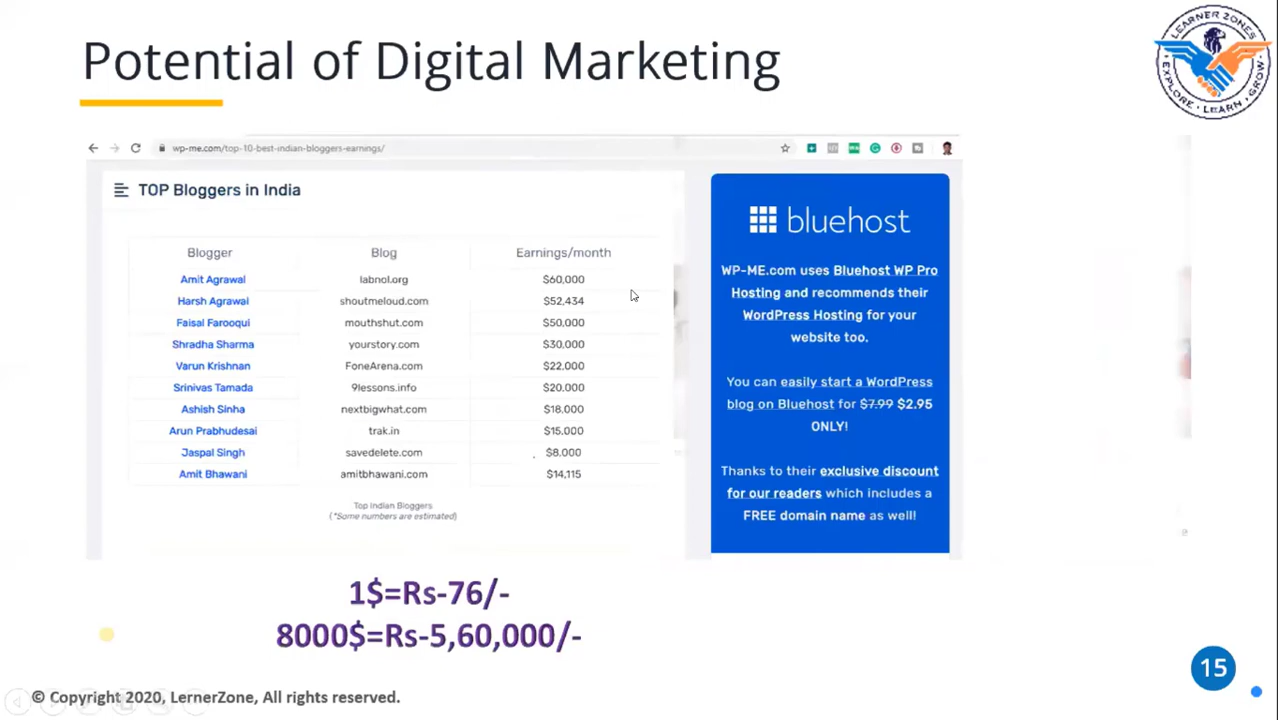 Potential of Digital Marketing
LEARNER ZONES
EXPLORE · LEARN · GROW
wp-me.com/top-10-best-indian-bloggers-earnings/
TOP Bloggers in India
Blogger Blog Earnings/month
Amit Agrawal labnol.org $60,000
Harsh Agrawal shoutmeloud.com $52,434
Faisal Farooqui mouthshut.com $50,000
Shradha Sharma yourstory.com $30,000
Varun Krishnan FoneArena.com $22,000
Srinivas Tamada 9lessons.info $20,000
Ashish Sinha nextbigwhat.com $18,000
Arun Prabhudesai trak.in $15,000
Jaspal Singh savedelete.com $8,000
Amit Bhawani amitbhawani.com $14,115
Top Indian Bloggers
(*Some numbers are estimated)
bluehost
WP-ME.com uses Bluehost WP Pro
Hosting and recommends their
WordPress Hosting for your
website too.
You can easily start a WordPress
blog on Bluehost for $7.99 $2.95
ONLY!
Thanks to their exclusive discount
for our readers which includes a
FREE domain name as well!
1$=Rs-76/-
8000$=Rs-5,60,000/-
15
© Copyright 2020, LernerZone, All rights reserved.